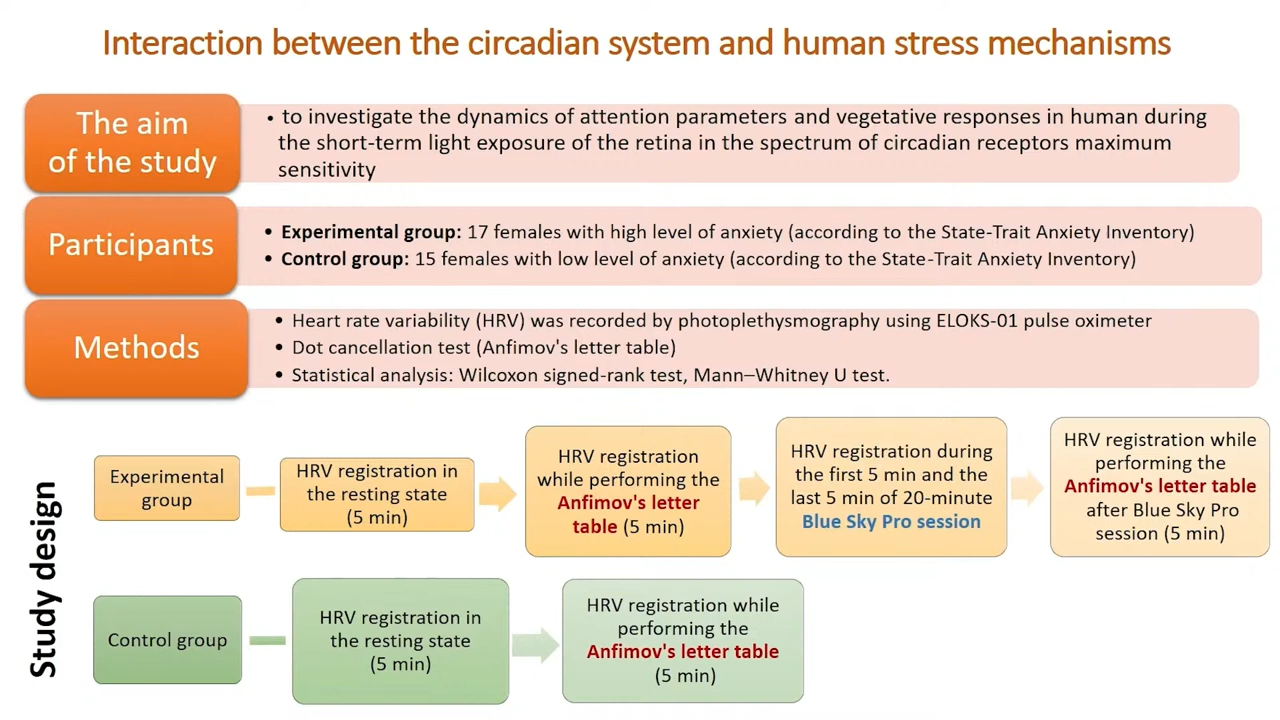 Interaction between the circadian system and human stress mechanisms
The aim
of the study
• to investigate the dynamics of attention parameters and vegetative responses in human during
the short-term light exposure of the retina in the spectrum of circadian receptors maximum
sensitivity
Participants
• Experimental group: 17 females with high level of anxiety (according to the State-Trait Anxiety Inventory)
• Control group: 15 females with low level of anxiety (according to the State-Trait Anxiety Inventory)
Methods
• Heart rate variability (HRV) was recorded by photoplethysmography using ELOKS-01 pulse oximeter
• Dot cancellation test (Anfimov's letter table)
• Statistical analysis: Wilcoxon signed-rank test, Mann–Whitney U test.
Study design
Experimental
group
HRV registration in
the resting state
(5 min)
HRV registration
while performing the
Anfimov's letter
table (5 min)
HRV registration during
the first 5 min and the
last 5 min of 20-minute
Blue Sky Pro session
HRV registration while
performing the
Anfimov's letter table
after Blue Sky Pro
session (5 min)
Control group
HRV registration in
the resting state
(5 min)
HRV registration while
performing the
Anfimov's letter table
(5 min)